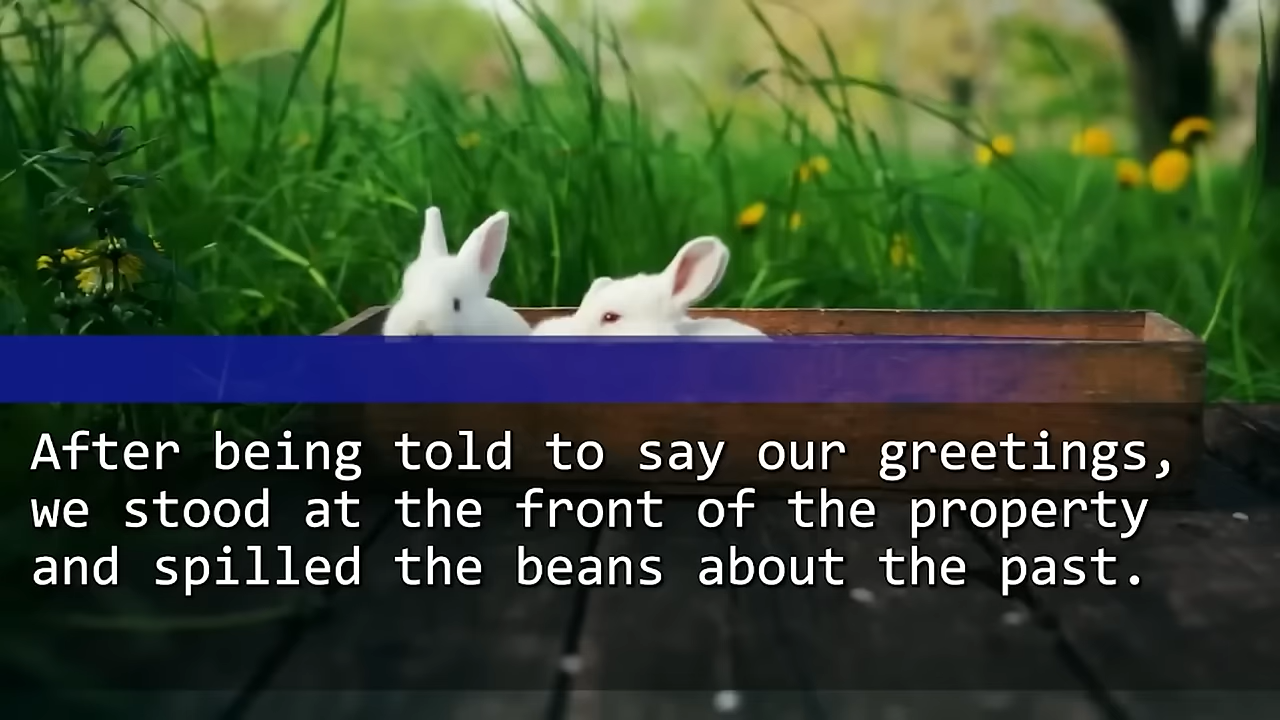 After being told to say our greetings,
we stood at the front of the property
and spilled the beans about the past.